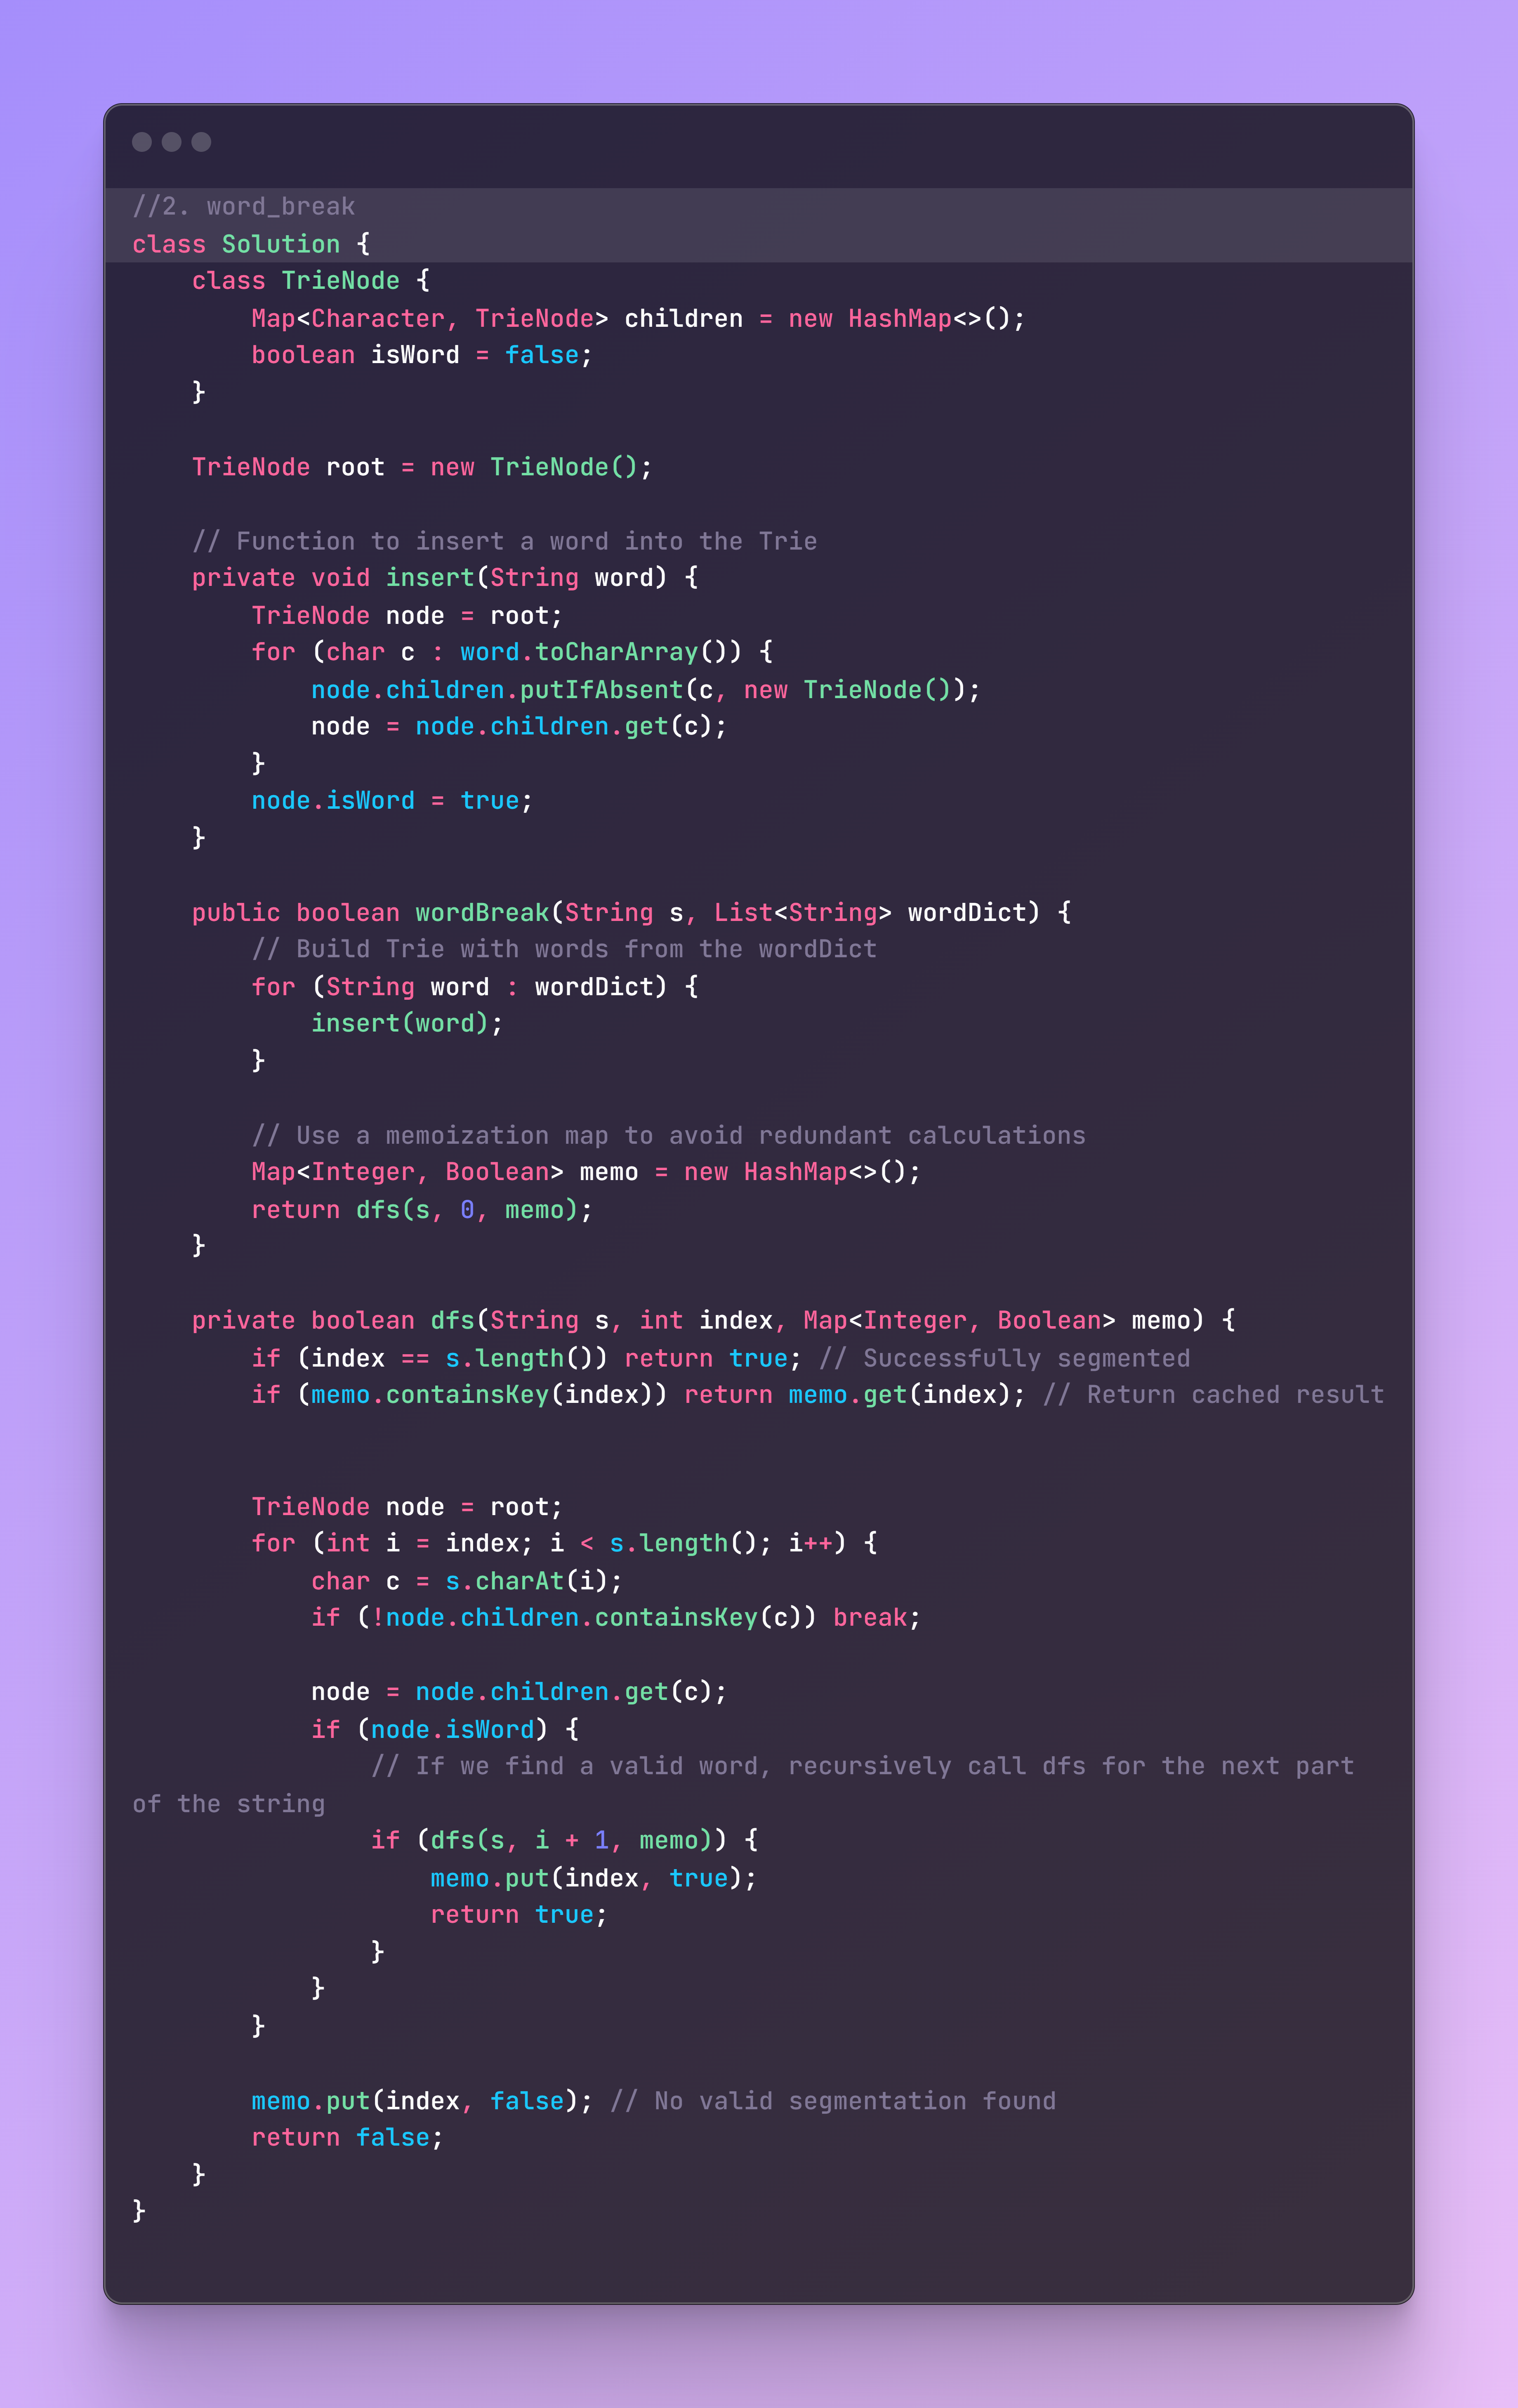 //2. word_break
class Solution {
    class TrieNode {
        Map<Character, TrieNode> children = new HashMap<>();
        boolean isWord = false;
    }

    TrieNode root = new TrieNode();

    // Function to insert a word into the Trie
    private void insert(String word) {
        TrieNode node = root;
        for (char c : word.toCharArray()) {
            node.children.putIfAbsent(c, new TrieNode());
            node = node.children.get(c);
        }
        node.isWord = true;
    }

    public boolean wordBreak(String s, List<String> wordDict) {
        // Build Trie with words from the wordDict
        for (String word : wordDict) {
            insert(word);
        }

        // Use a memoization map to avoid redundant calculations
        Map<Integer, Boolean> memo = new HashMap<>();
        return dfs(s, 0, memo);
    }

    private boolean dfs(String s, int index, Map<Integer, Boolean> memo) {
        if (index == s.length()) return true; // Successfully segmented
        if (memo.containsKey(index)) return memo.get(index); // Return cached result


        TrieNode node = root;
        for (int i = index; i < s.length(); i++) {
            char c = s.charAt(i);
            if (!node.children.containsKey(c)) break;

            node = node.children.get(c);
            if (node.isWord) {
                // If we find a valid word, recursively call dfs for the next part
of the string
                if (dfs(s, i + 1, memo)) {
                    memo.put(index, true);
                    return true;
                }
            }
        }

        memo.put(index, false); // No valid segmentation found
        return false;
    }
}